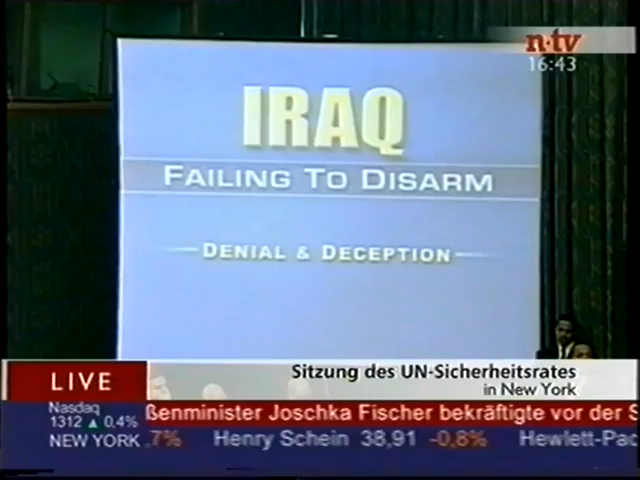 n-tv
16:43
IRAQ
FAILING TO DISARM
DENIAL & DECEPTION
LIVE
Sitzung des UN-Sicherheitsrates
in New York
Nasdaq
1312 ▲ 0,4%
NEW YORK
ßenminister Joschka Fischer bekräftigte vor der S
.7% Henry Schein 38,91 -0,8% Hewlett-Pac